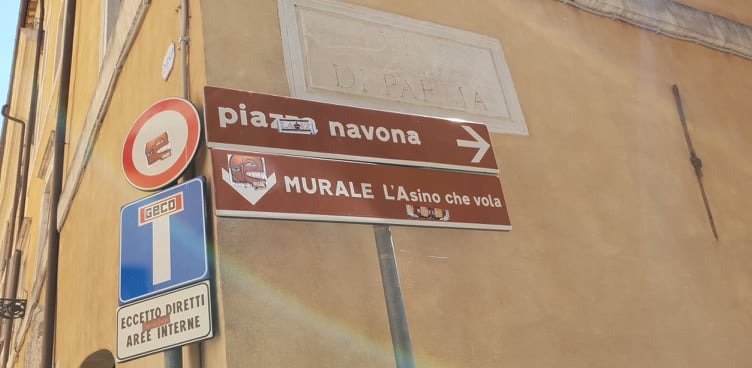 DI PARMA
piazza navona
MURALE L'Asino che vola
GECO
ECCETTO DIRETTI
AREE INTERNE